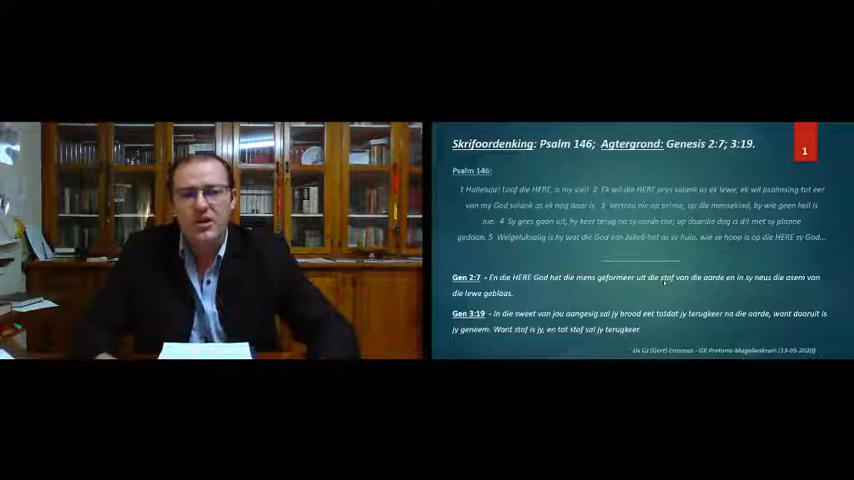 Skrifoordenking: Psalm 146; Agtergrond: Genesis 2:7; 3:19.
1
Psalm 146:
1 Halleluja! Loof die HERE, o my siel! 2 Ek wil die HERE prys solank as ek lewe; ek wil psalmsing tot eer
van my God solank as ek nog daar is 3 Vertrou nie op prinse, op die mensekind, by wie geen heil is
nie. 4 Sy gees gaan uit, hy keer terug na sy aarde toe; op daardie dag is dit met sy planne
gedaan. 5 Welgeluksalig is hy wat die God van Jakob het as sy hulp, wie se hoop is op die HERE sy God...
Gen 2:7 - En die HERE God het die mens geformeer uit die stof van die aarde en in sy neus die asem van
die lewe geblaas.
Gen 3:19 - In die sweet van jou aangesig sal jy brood eet totdat jy terugkeer na die aarde, want daaruit is
jy geneem. Want stof is jy, en tot stof sal jy terugkeer.
Ds GJ (Gert) Erasmus - GK Pretoria-Magalieskruin (13-05-2020)